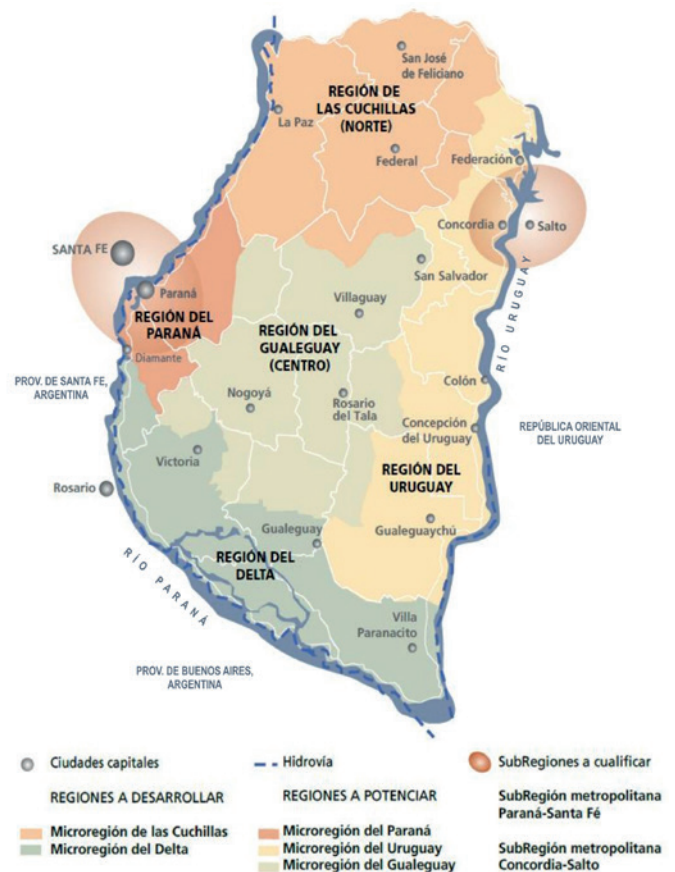 San José
de Feliciano
REGIÓN DE
LAS CUCHILLAS
(NORTE)
La Paz
Federal
Federación
SANTA FE
Concordia
Salto
San Salvador
Paraná
Villaguay
REGIÓN DEL
PARANÁ
REGIÓN DEL
GUALEGUAY
(CENTRO)
RÍO URUGUAY
Diamante
PROV. DE SANTA FE,
ARGENTINA
Nogoyá
Rosario
del Tala
Colón
Concepción
del Uruguay
REPÚBLICA ORIENTAL
DEL URUGUAY
Victoria
REGIÓN DEL
URUGUAY
Rosario
Gualeguay
Gualeguaychú
REGIÓN DEL
DELTA
RÍO PARANÁ
Villa
Paranacito
PROV. DE BUENOS AIRES,
ARGENTINA
Ciudades capitales
Hidrovía
SubRegiones a cualificar
REGIONES A DESARROLLAR
REGIONES A POTENCIAR
SubRegión metropolitana
Paraná-Santa Fé
Microregión de las Cuchillas
Microregión del Delta
Microregión del Paraná
Microregión del Uruguay
Microregión del Gualeguay
SubRegión metropolitana
Concordia-Salto